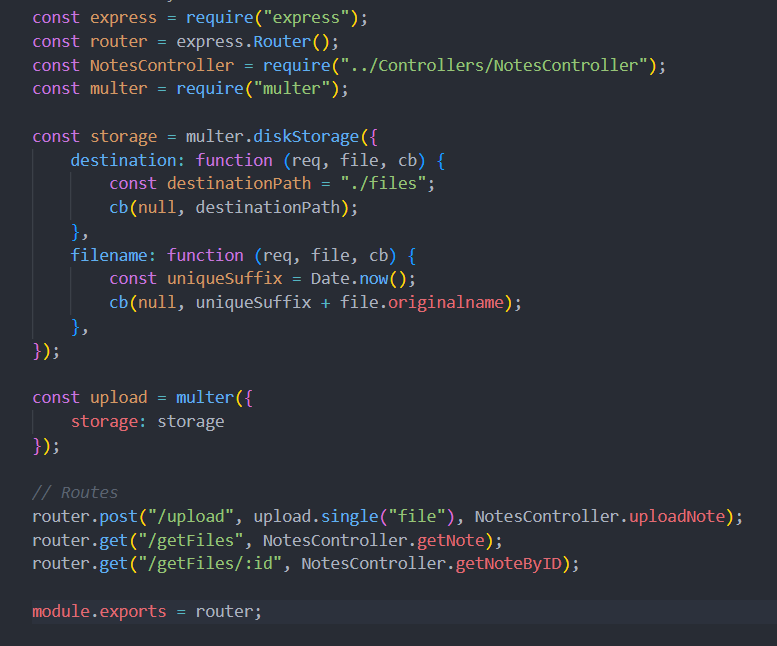 const express = require("express");
const router = express.Router();
const NotesController = require("../Controllers/NotesController");
const multer = require("multer");

const storage = multer.diskStorage({
    destination: function (req, file, cb) {
        const destinationPath = "./files";
        cb(null, destinationPath);
    },
    filename: function (req, file, cb) {
        const uniqueSuffix = Date.now();
        cb(null, uniqueSuffix + file.originalname);
    },
});

const upload = multer({
    storage: storage
});

// Routes
router.post("/upload", upload.single("file"), NotesController.uploadNote);
router.get("/getFiles", NotesController.getNote);
router.get("/getFiles/:id", NotesController.getNoteByID);

module.exports = router;